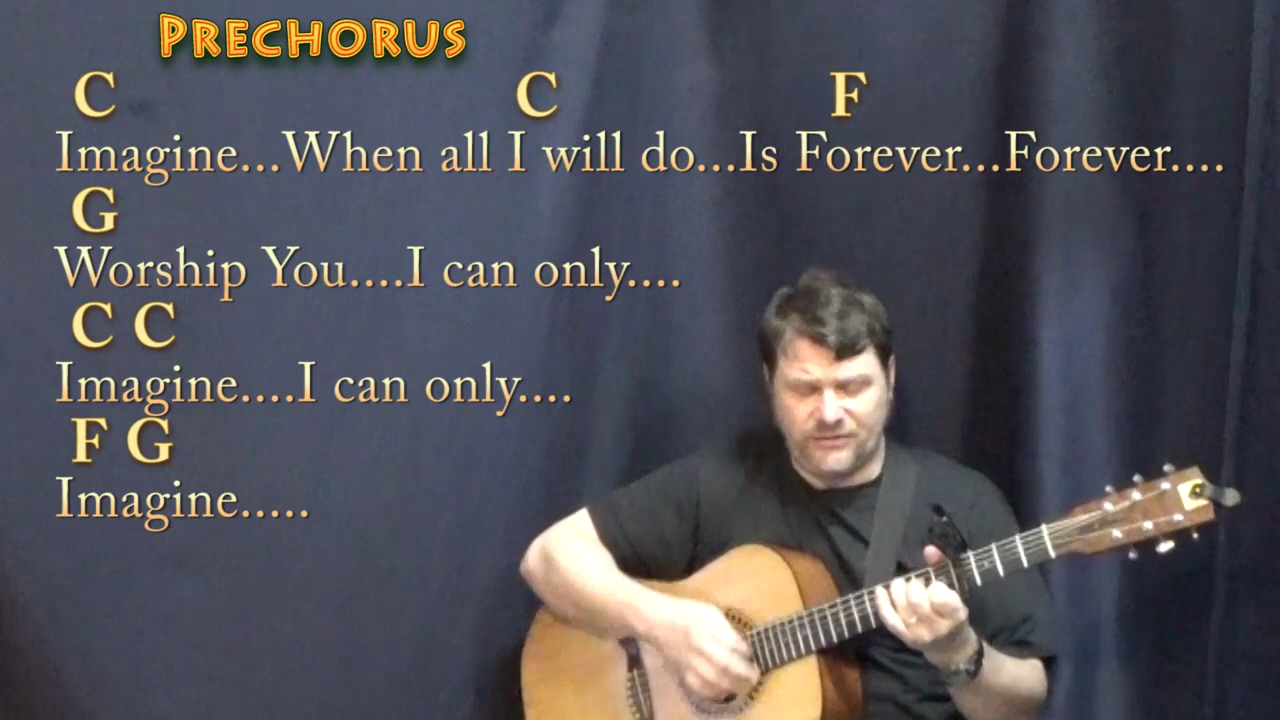 PRECHORUS
C C F
Imagine...When all I will do...Is Forever...Forever....
G
Worship You....I can only....
C C
Imagine....I can only....
F G
Imagine.....